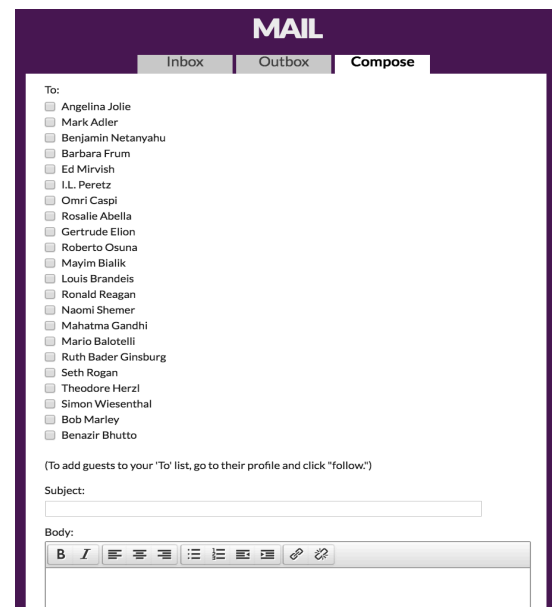 MAIL
Inbox Outbox Compose
To:
Angelina Jolie
Mark Adler
Benjamin Netanyahu
Barbara Frum
Ed Mirvish
I.L. Peretz
Omri Caspi
Rosalie Abella
Gertrude Elion
Roberto Osuna
Mayim Bialik
Louis Brandeis
Ronald Reagan
Naomi Shemer
Mahatma Gandhi
Mario Balotelli
Ruth Bader Ginsburg
Seth Rogan
Theodore Herzl
Simon Wiesenthal
Bob Marley
Benazir Bhutto
(To add guests to your 'To' list, go to their profile and click "follow.")
Subject:
Body:
B I